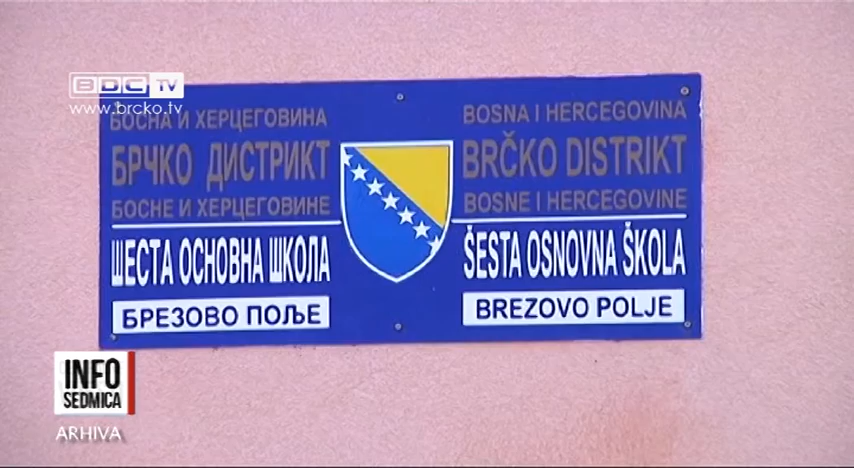 BDC TV
www.brcko.tv
БОСНА И ХЕРЦЕГОВИНА
БРЧКО ДИСТРИКТ
БОСНЕ И ХЕРЦЕГОВИНЕ
ШЕСТА ОСНОВНА ШКОЛА
БРЕЗОВО ПОЉЕ
BOSNA I HERCEGOVINA
BRČKO DISTRIKT
BOSNE I HERCEGOVINE
ŠESTA OSNOVNA ŠKOLA
BREZOVO POLJE
INFO
SEDMICA
ARHIVA